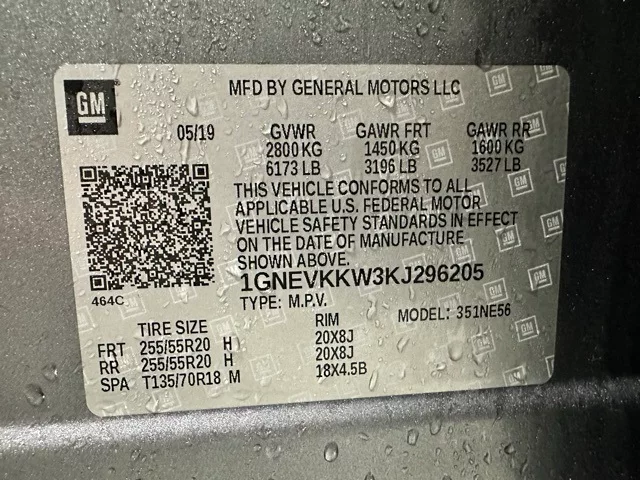 GM
MFD BY GENERAL MOTORS LLC
05/19 GVWR GAWR FRT GAWR RR
2800 KG 1450 KG 1600 KG
6173 LB 3196 LB 3527 LB
THIS VEHICLE CONFORMS TO ALL
APPLICABLE U.S. FEDERAL MOTOR
VEHICLE SAFETY STANDARDS IN EFFECT
ON THE DATE OF MANUFACTURE
SHOWN ABOVE.
464C
1GNEVKKW3KJ296205
TYPE: M.P.V. MODEL: 351NE56
TIRE SIZE RIM
FRT 255/55R20 H 20X8J
RR 255/55R20 H 20X8J
SPA T135/70R18 M 18X4.5B